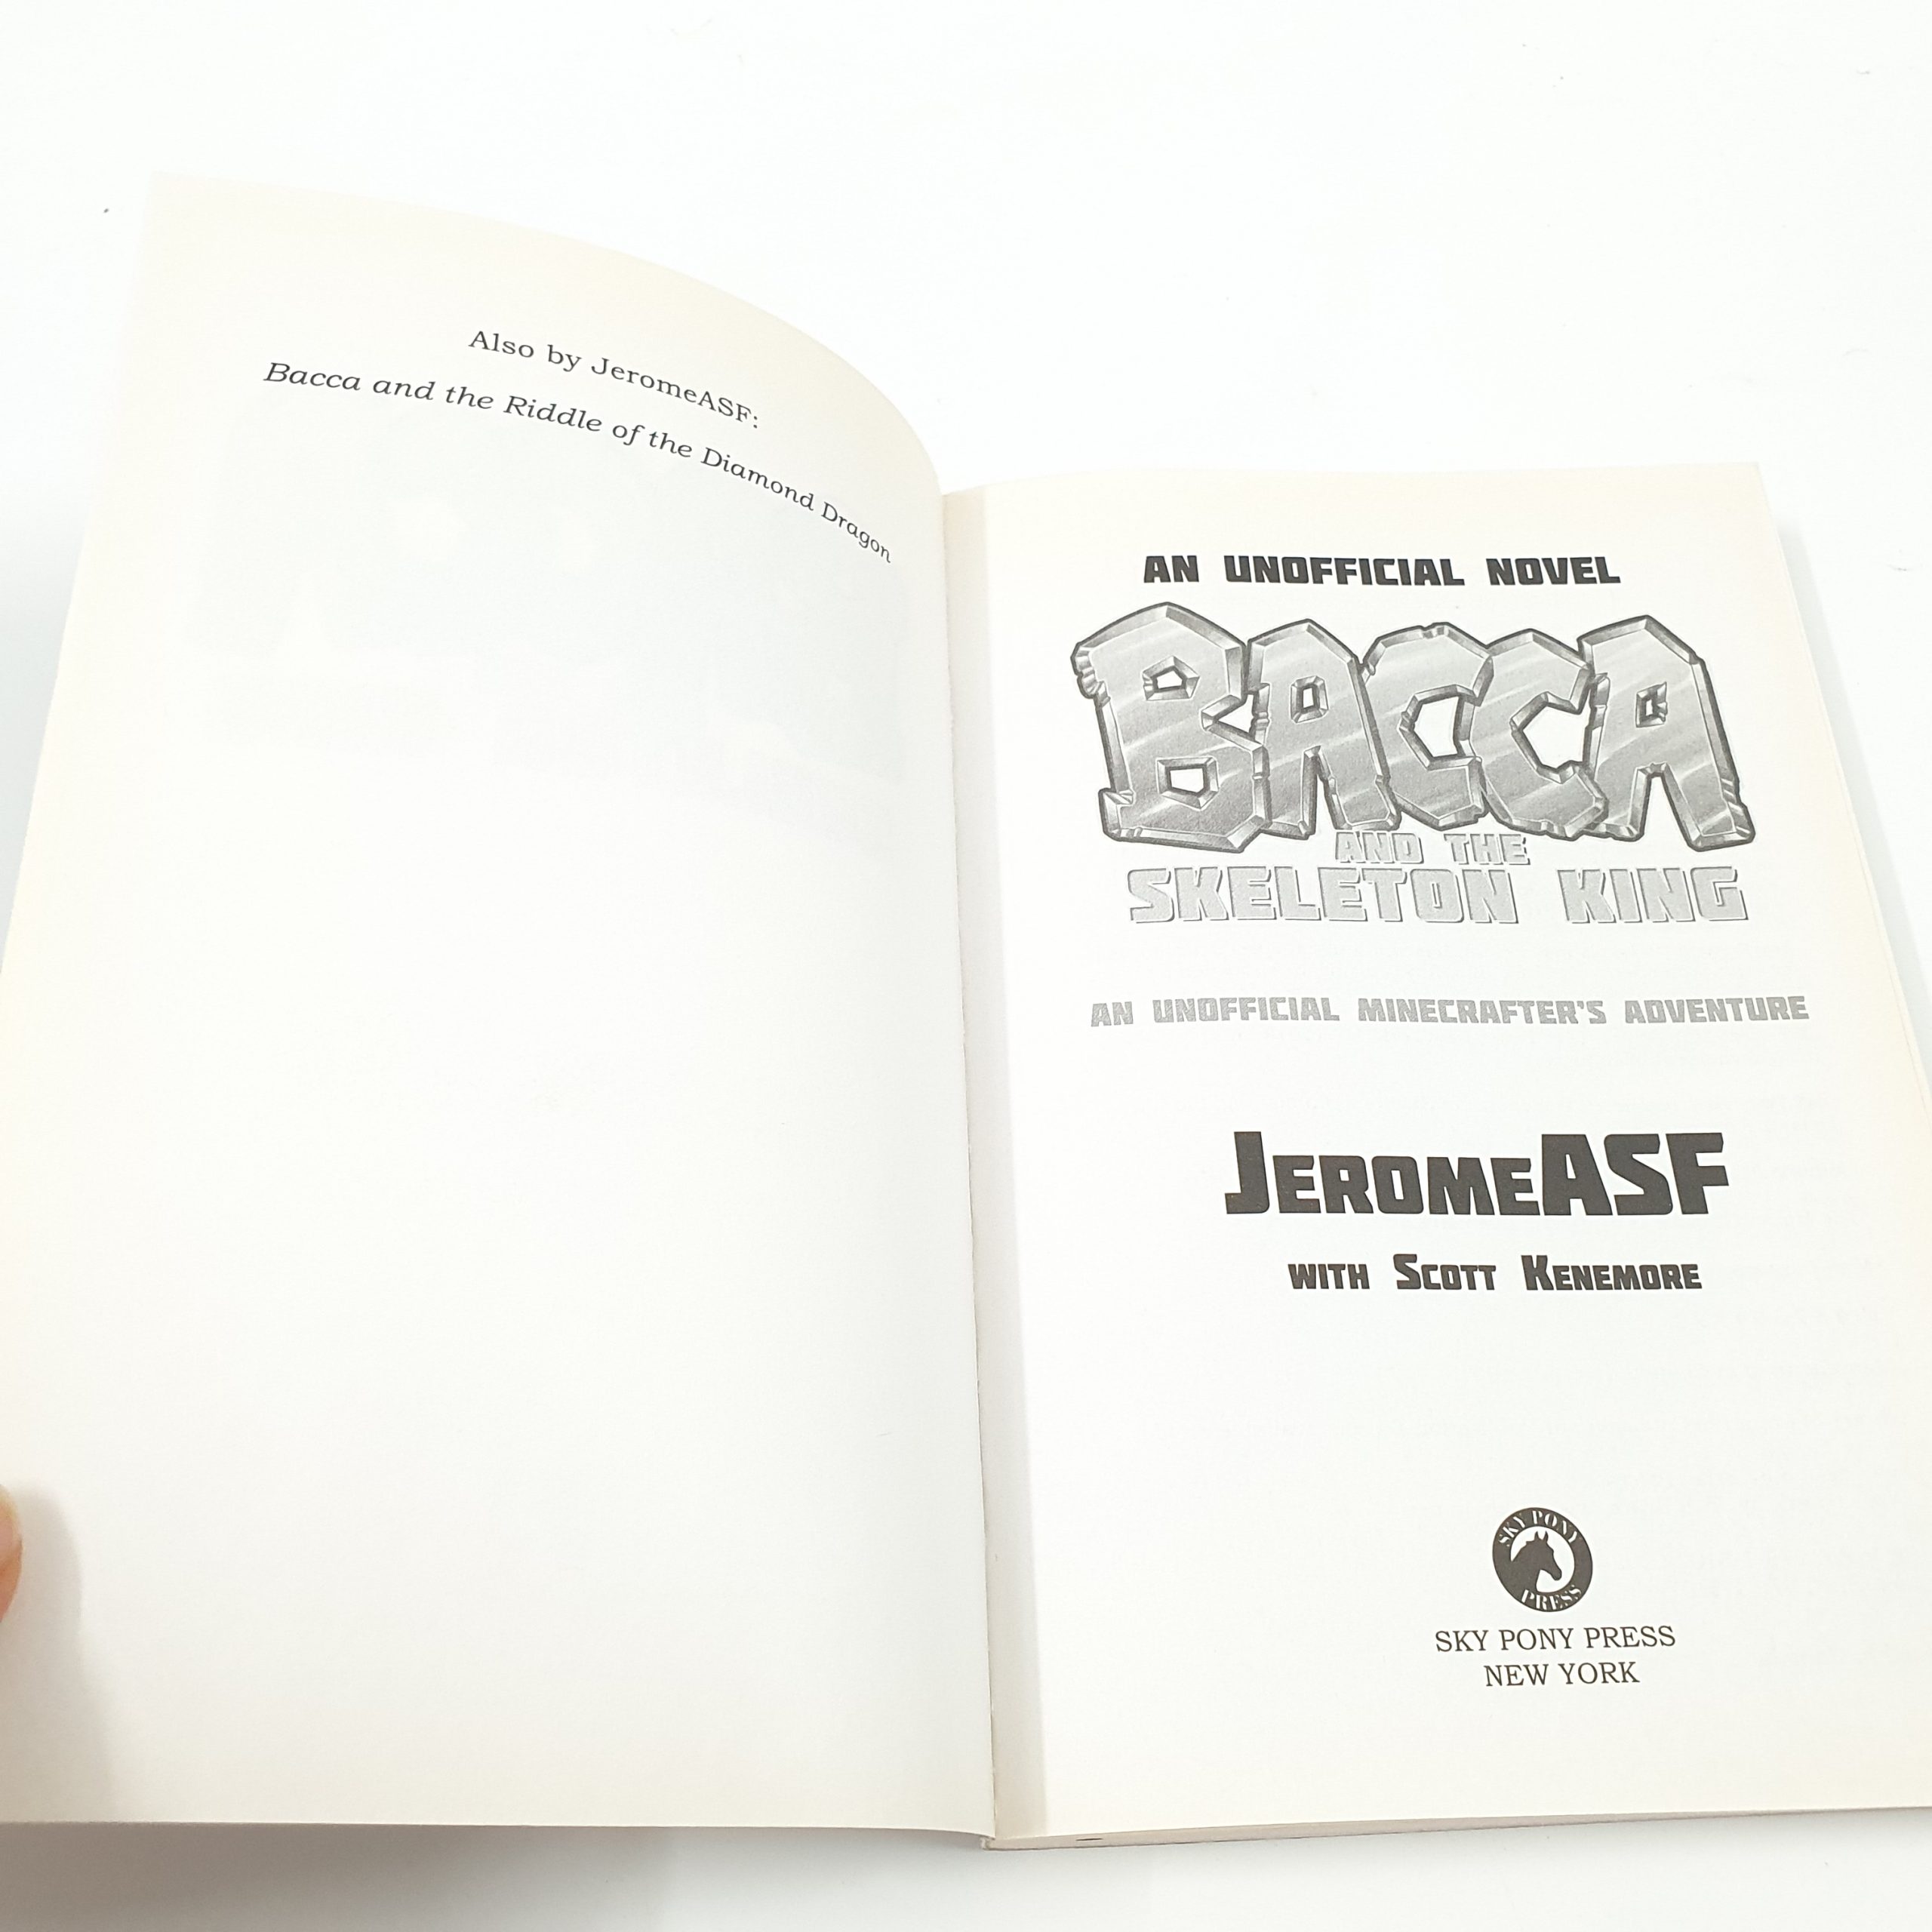 Also by JeromeASF:
Bacca and the Riddle of the Diamond Dragon
AN UNOFFICIAL NOVEL
BACCA
AND THE
SKELETON KING
AN UNOFFICIAL MINECRAFTER'S ADVENTURE
JEROMEASF
WITH SCOTT KENEMORE
SKY PONY
PRESS
SKY PONY PRESS
NEW YORK